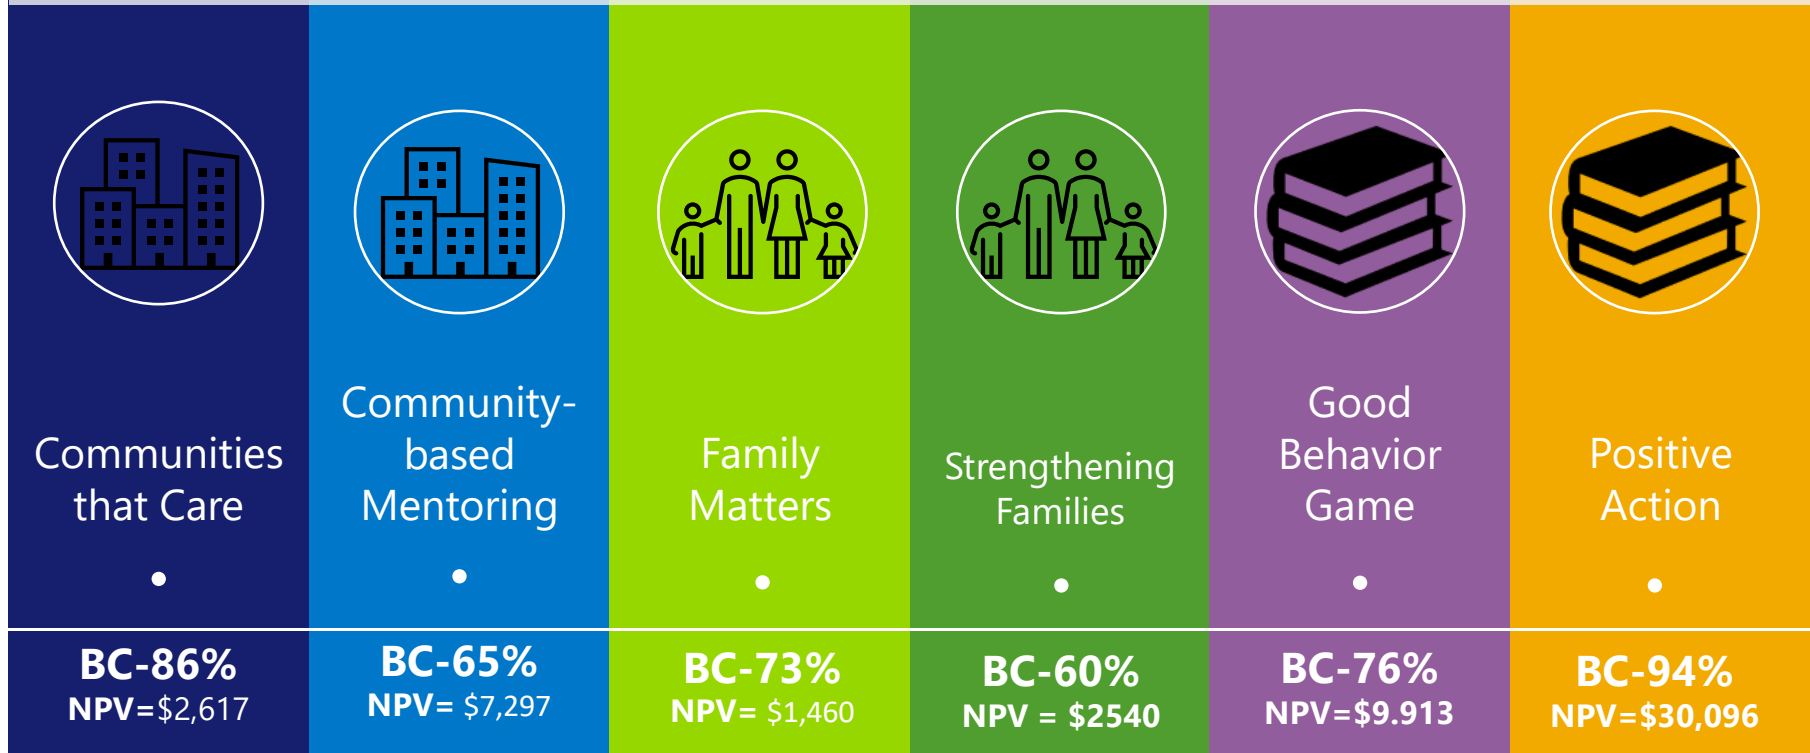 Communities
that Care
•
BC-86%
NPV=$2,617
Community-
based
Mentoring
•
BC-65%
NPV= $7,297
Family
Matters
•
BC-73%
NPV= $1,460
Strengthening
Families
•
BC-60%
NPV = $2540
Good
Behavior
Game
•
BC-76%
NPV=$9.913
Positive
Action
•
BC-94%
NPV=$30,096